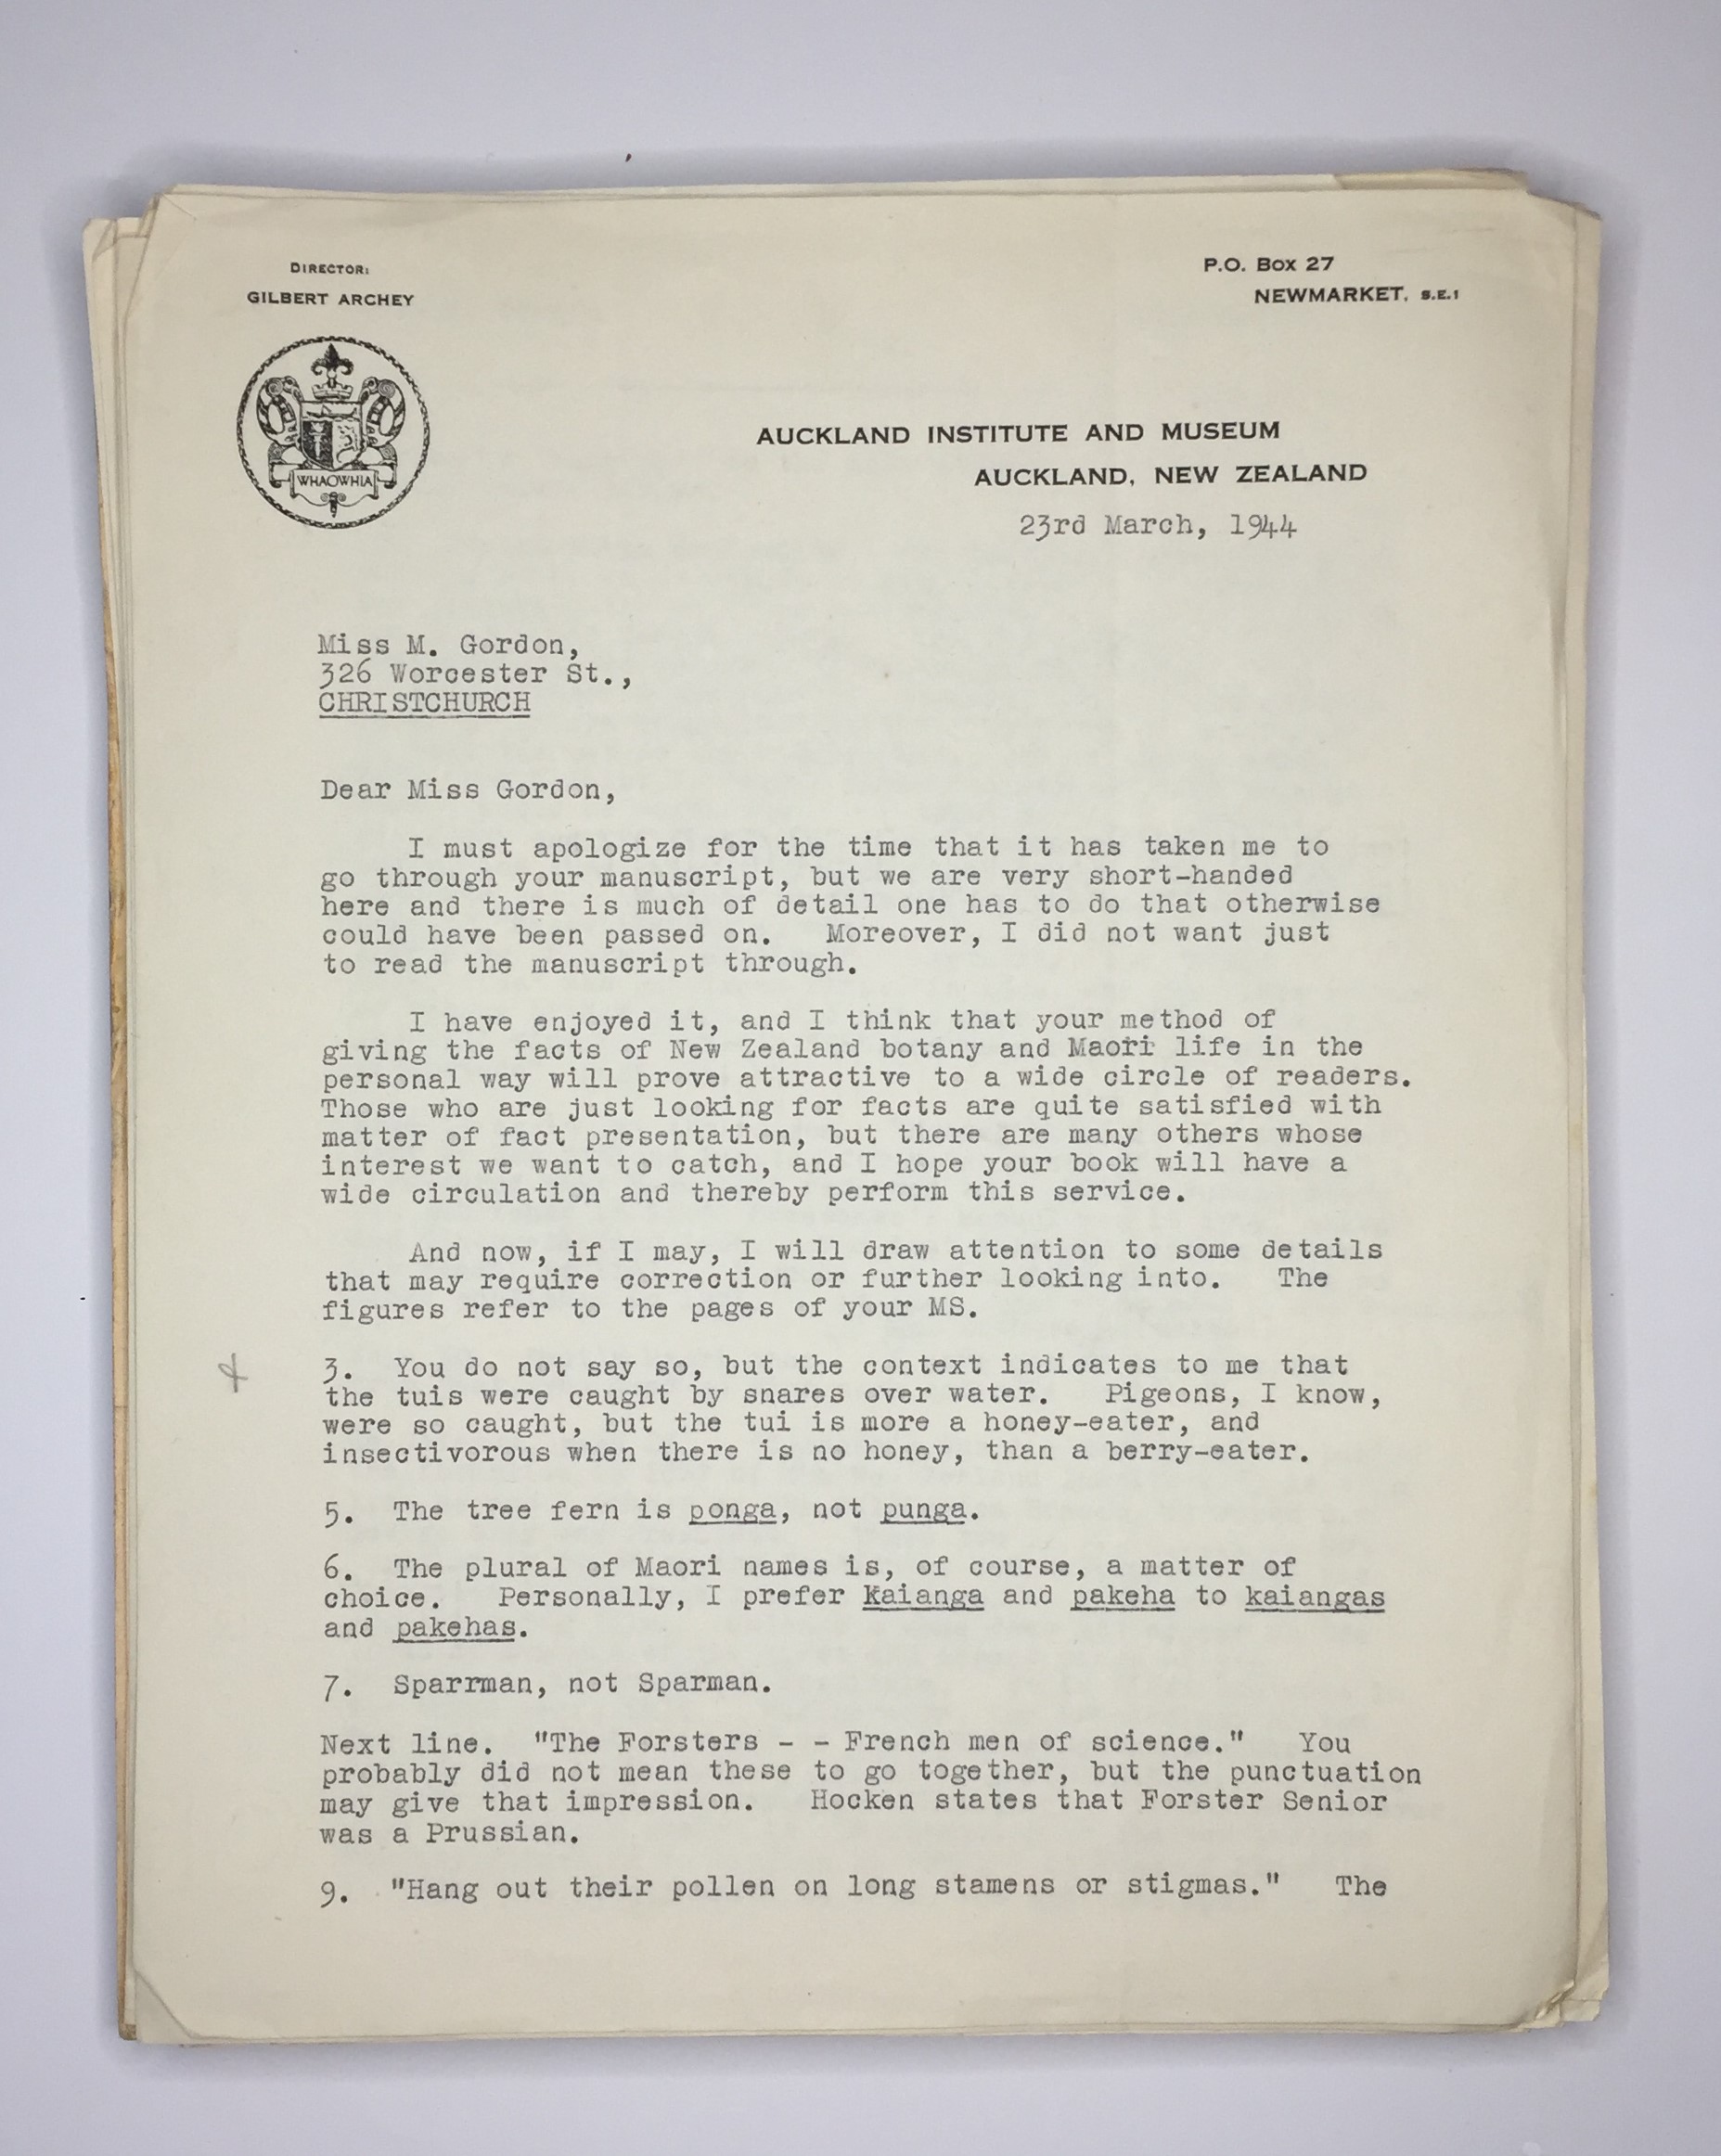 DIRECTOR:
GILBERT ARCHEY
P.O. BOX 27
NEWMARKET, S.E.1
WHAOWHIA
AUCKLAND INSTITUTE AND MUSEUM
AUCKLAND, NEW ZEALAND
23rd March, 1944
Miss M. Gordon,
326 Worcester St.,
CHRISTCHURCH
Dear Miss Gordon,
I must apologize for the time that it has taken me to
go through your manuscript, but we are very short-handed
here and there is much of detail one has to do that otherwise
could have been passed on. Moreover, I did not want just
to read the manuscript through.
I have enjoyed it, and I think that your method of
giving the facts of New Zealand botany and Maori life in the
personal way will prove attractive to a wide circle of readers.
Those who are just looking for facts are quite satisfied with
matter of fact presentation, but there are many others whose
interest we want to catch, and I hope your book will have a
wide circulation and thereby perform this service.
And now, if I may, I will draw attention to some details
that may require correction or further looking into. The
figures refer to the pages of your MS.
3. You do not say so, but the context indicates to me that
the tuis were caught by snares over water. Pigeons, I know,
were so caught, but the tui is more a honey-eater, and
insectivorous when there is no honey, than a berry-eater.
5. The tree fern is ponga, not punga.
6. The plural of Maori names is, of course, a matter of
choice. Personally, I prefer kaianga and pakeha to kaiangas
and pakehas.
7. Sparrman, not Sparman.
Next line. "The Forsters - - French men of science." You
probably did not mean these to go together, but the punctuation
may give that impression. Hocken states that Forster Senior
was a Prussian.
9. "Hang out their pollen on long stamens or stigmas." The